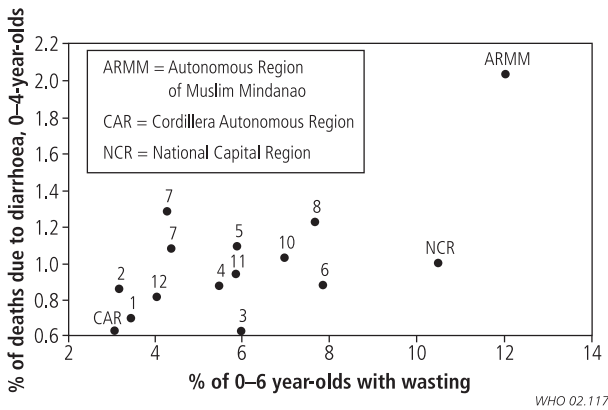 % of deaths due to diarrhoea, 0–4-year-olds
2.2
2.0
1.8
1.6
1.4
1.2
1.0
0.8
0.6
ARMM = Autonomous Region
of Muslim Mindanao
CAR = Cordillera Autonomous Region
NCR = National Capital Region
ARMM
7
8
7
5
10
NCR
2
12
4
11
6
CAR
1
3
2
4
6
8
10
12
14
% of 0–6 year-olds with wasting
WHO 02.117